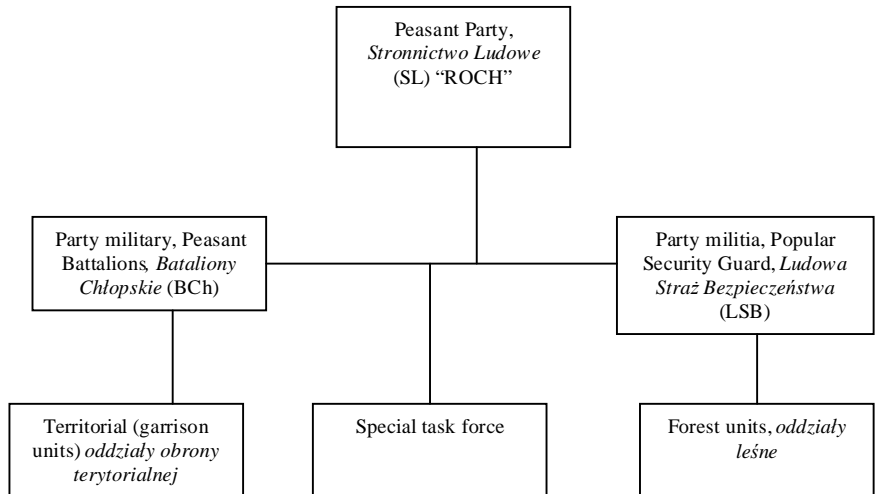 Peasant Party,
Stronnictwo Ludowe
(SL) “ROCH”
Party military, Peasant
Battalions, Bataliony
Chłopskie (BCh)
Party militia, Popular
Security Guard, Ludowa
Straż Bezpieczeństwa
(LSB)
Territorial (garrison
units) oddziały obrony
terytorialnej
Special task force
Forest units, oddziały
leśne